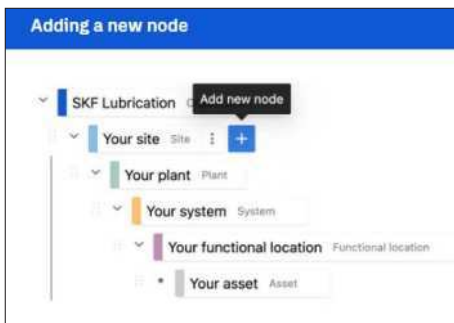 Adding a new node
SKF Lubrication
Add new node
Your site Site
Your plant Plant
Your system System
Your functional location Functional location
Your asset Asset